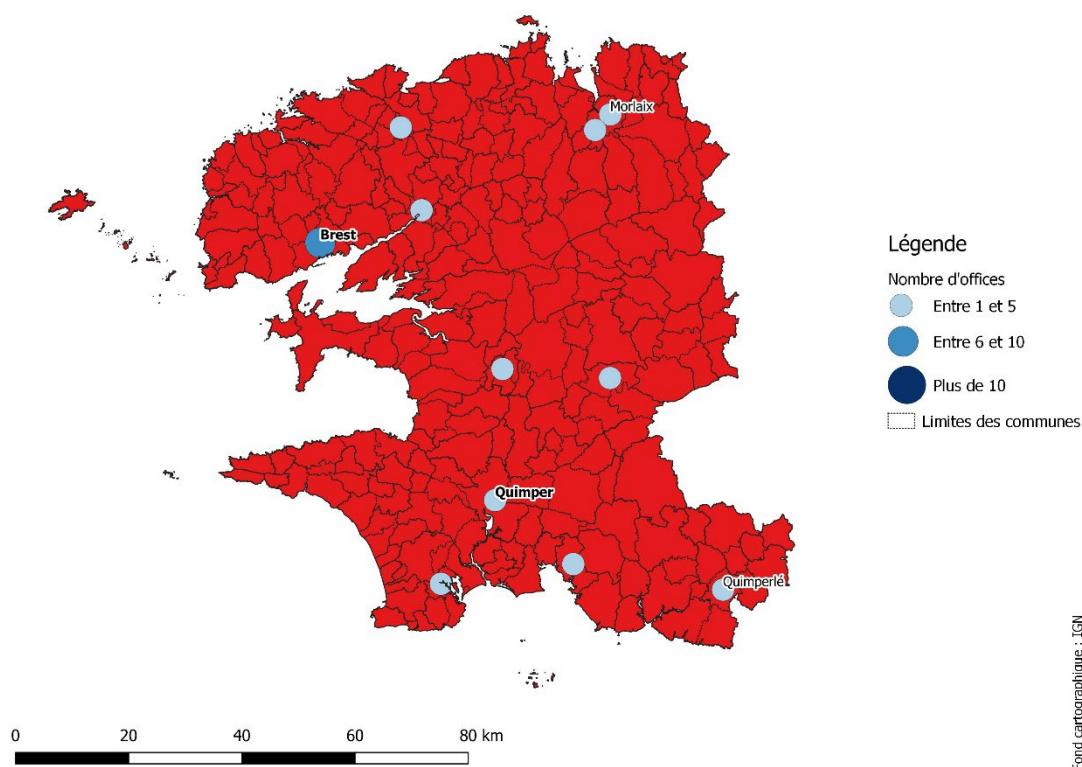 Morlaix
Brest
Quimper
Quimperlé
Légende
Nombre d'offices
Entre 1 et 5
Entre 6 et 10
Plus de 10
Limites des communes
0 20 40 60 80 km
Fond cartographique : IGN